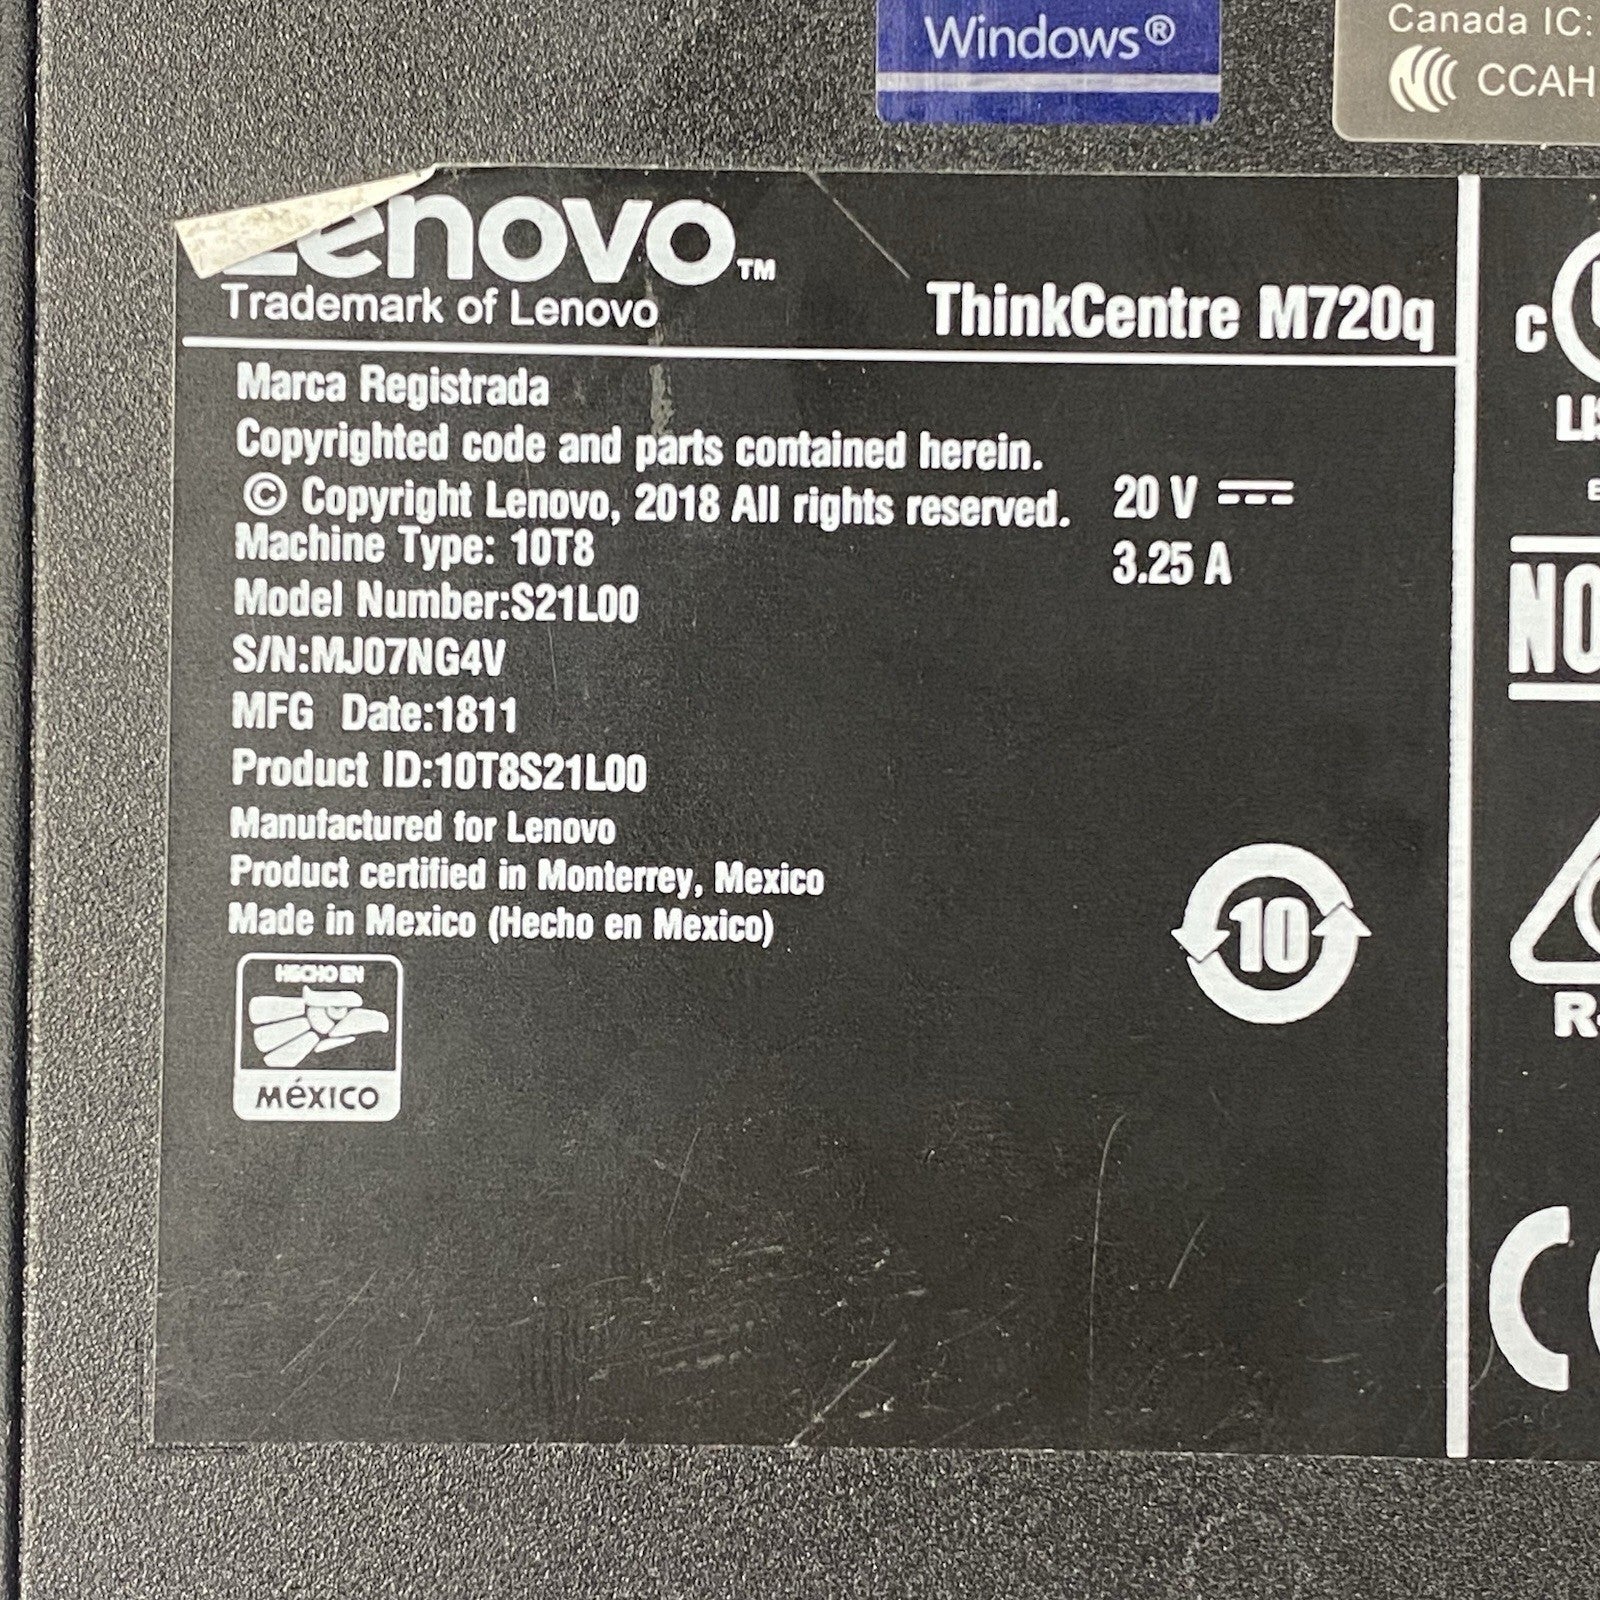 Windows®
Canada IC:
CCAH
Lenovo™
Trademark of Lenovo
ThinkCentre M720q
Marca Registrada
Copyrighted code and parts contained herein.
© Copyright Lenovo, 2018 All rights reserved.
20 V
3.25 A
Machine Type: 10T8
Model Number:S21L00
S/N:MJ07NG4V
MFG Date:1811
Product ID:10T8S21L00
Manufactured for Lenovo
Product certified in Monterrey, Mexico
Made in Mexico (Hecho en Mexico)
10
HECHO EN
MéXICO
C
NO